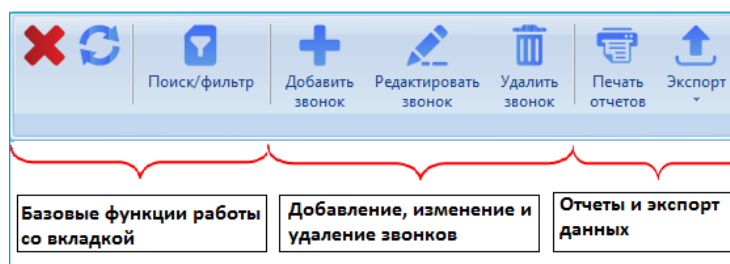 Поиск/фильтр
Добавить
звонок
Редактировать
звонок
Удалить
звонок
Печать
отчетов
Экспорт
Базовые функции работы
со вкладкой
Добавление, изменение и
удаление звонков
Отчеты и экспорт
данных